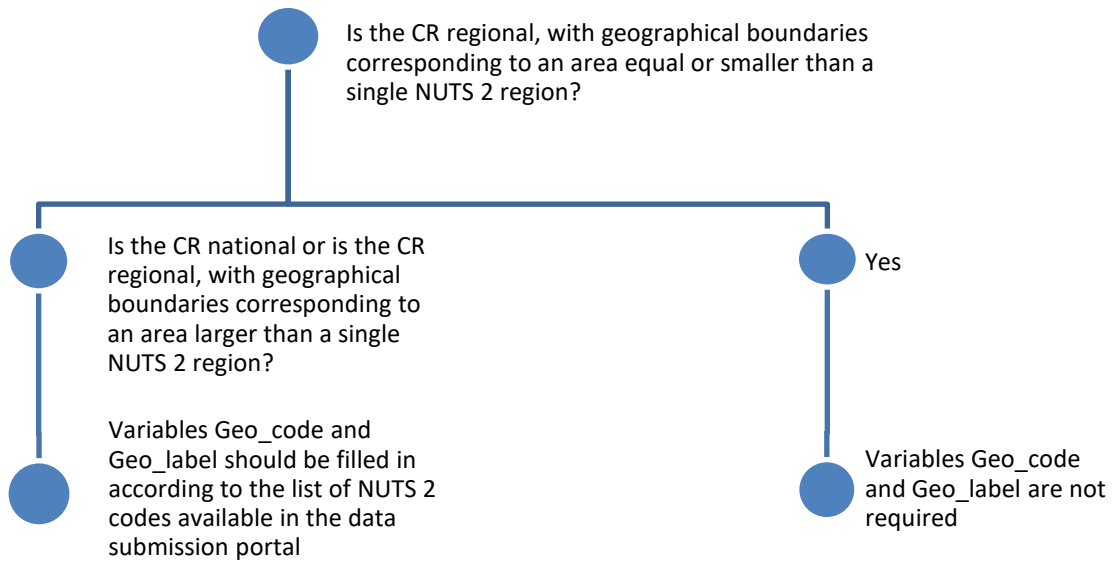 Is the CR regional, with geographical boundaries
corresponding to an area equal or smaller than a
single NUTS 2 region?
Is the CR national or is the CR
regional, with geographical
boundaries corresponding to
an area larger than a single
NUTS 2 region?
Yes
Variables Geo_code and
Geo_label should be filled in
according to the list of NUTS 2
codes available in the data
submission portal
Variables Geo_code
and Geo_label are not
required